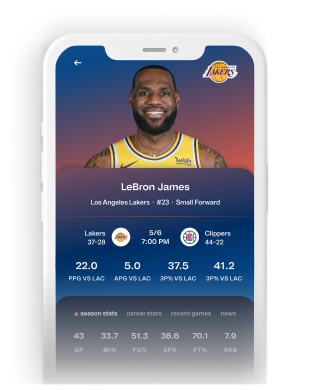 LAKERS
wish
LeBron James
Los Angeles Lakers · #23 · Small Forward
Lakers
37-28
5/6
7:00 PM
Clippers
44-22
22.0 5.0 37.5 41.2
PPG VS LAC APG VS LAC 3P% VS LAC 3P% VS LAC
season stats career stats recent games news
43 33.7 51.3 36.6 70.1 7.9
GP MIN FG% 3P% FT% REB